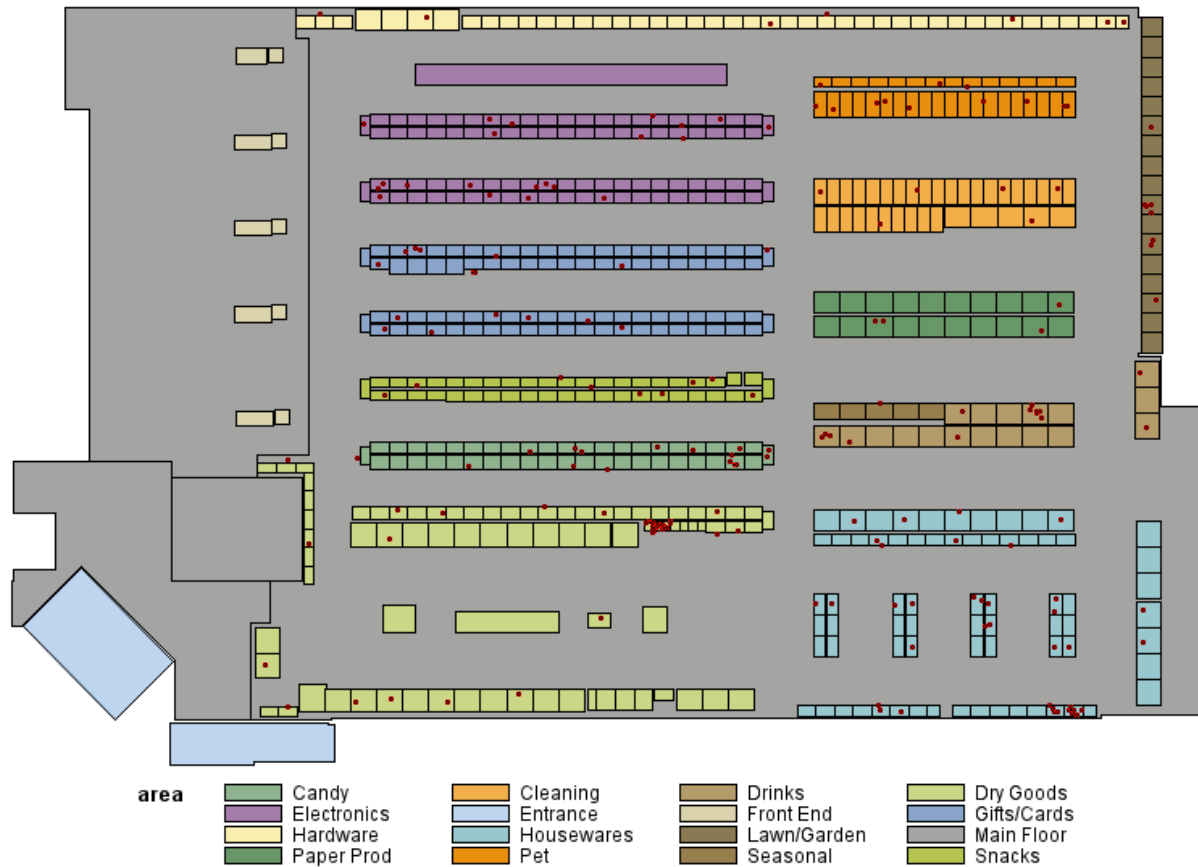 area
Candy Cleaning Drinks Dry Goods
Electronics Entrance Front End Gifts/Cards
Hardware Housewares Lawn/Garden Main Floor
Paper Prod Pet Seasonal Snacks